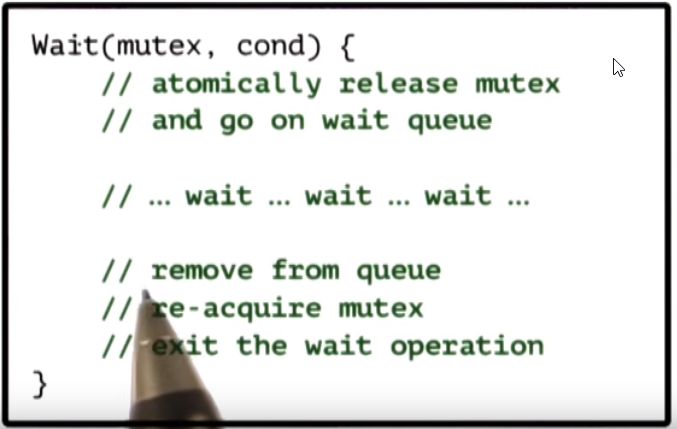 Wait(mutex, cond) {
// atomically release mutex
// and go on wait queue
// ... wait ... wait ... wait ...
// remove from queue
// re-acquire mutex
// exit the wait operation
}